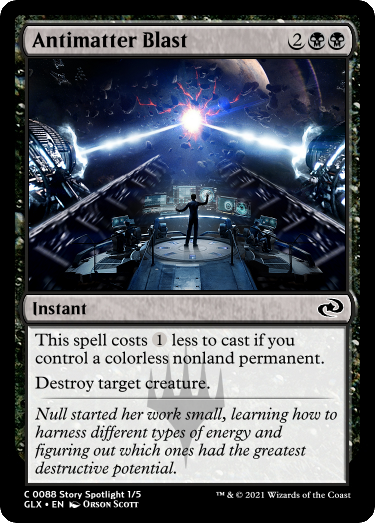 Antimatter Blast 2
Instant
This spell costs 1 less to cast if you
control a colorless nonland permanent.
Destroy target creature.
Null started her work small, learning how to
harness different types of energy and
figuring out which ones had the greatest
destructive potential.
C 0088 Story Spotlight 1/5
GLX • EN Orson Scott
™ & © 2021 Wizards of the Coast